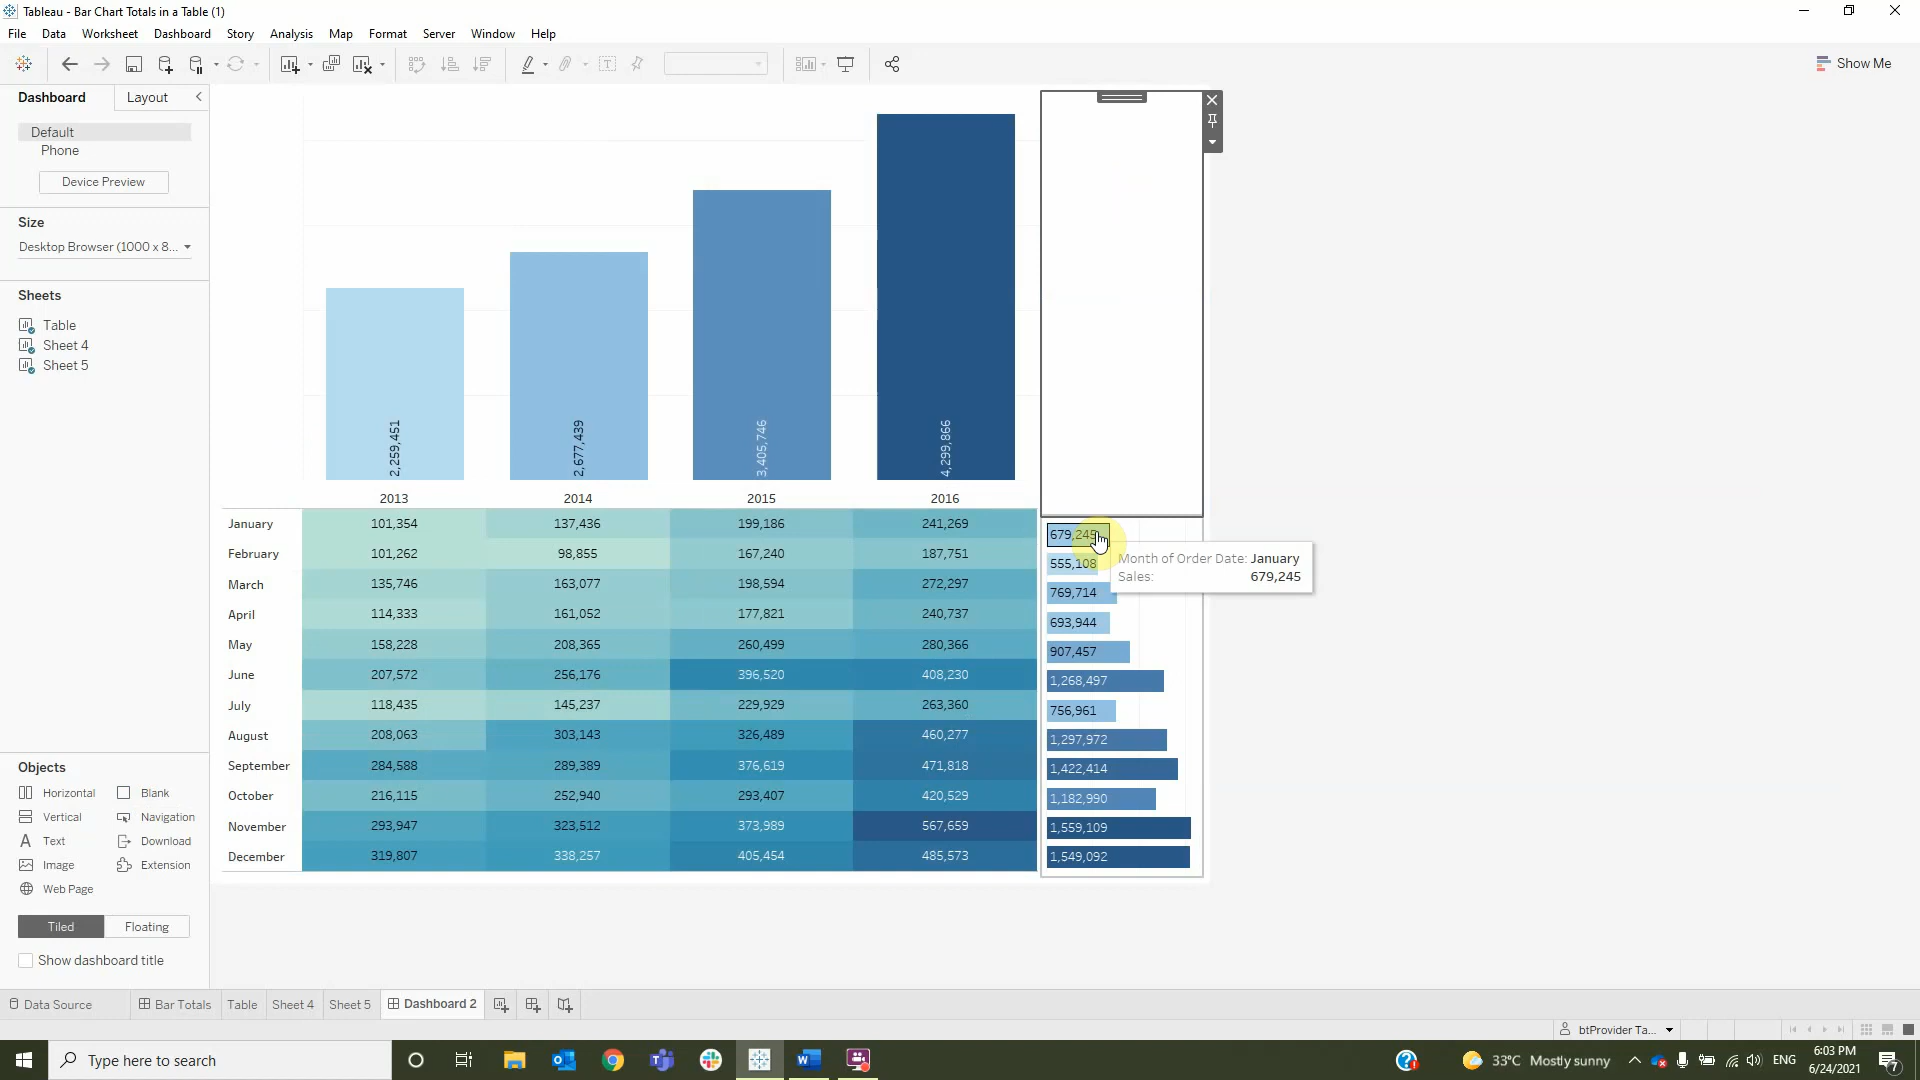 Tableau - Bar Chart Totals in a Table (1)
File Data Worksheet Dashboard Story Analysis Map Format Server Window Help
Show Me
Dashboard Layout
Default
Phone
Device Preview
Size
Desktop Browser (1000 x 8...
Sheets
Table
Sheet 4
Sheet 5
Objects
Horizontal Blank
Vertical Navigation
Text Download
Image Extension
Web Page
Tiled Floating
Show dashboard title
2,259,451 2,677,439 3,405,746 4,299,866
2013 2014 2015 2016
January 101,354 137,436 199,186 241,269 679,245
February 101,262 98,855 167,240 187,751 555,108
March 135,746 163,077 198,594 272,297 769,714
April 114,333 161,052 177,821 240,737 693,944
May 158,228 208,365 260,499 280,366 907,457
June 207,572 256,176 396,520 408,230 1,268,497
July 118,435 145,237 229,929 263,360 756,961
August 208,063 303,143 326,489 460,277 1,297,972
September 284,588 289,389 376,619 471,818 1,422,414
October 216,115 252,940 293,407 420,529 1,182,990
November 293,947 323,512 373,989 567,659 1,559,109
December 319,807 338,257 405,454 485,573 1,549,092
Month of Order Date: January
Sales: 679,245
Data Source Bar Totals Table Sheet 4 Sheet 5 Dashboard 2
btProvider Ta...
Type here to search
33°C Mostly sunny
ENG
6:03 PM
6/24/2021
7